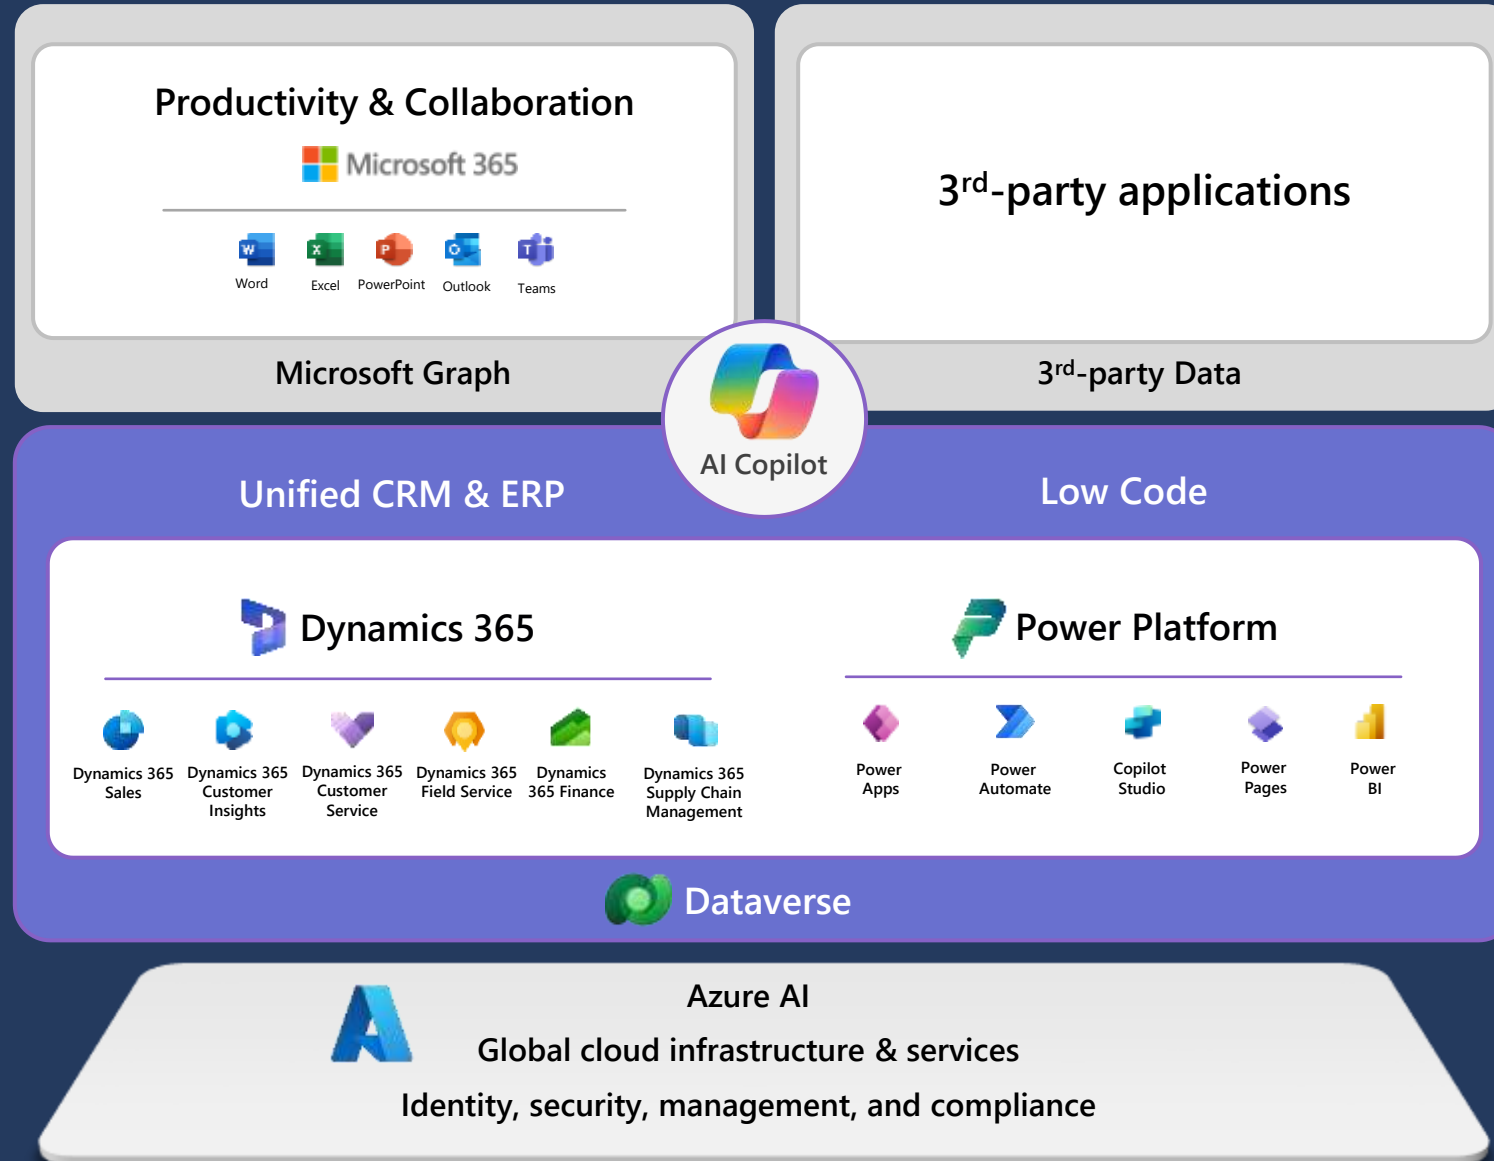 Productivity & Collaboration
Microsoft 365
W
X
P
O
T
Word
Excel
PowerPoint
Outlook
Teams
Microsoft Graph
3rd-party applications
3rd-party Data
AI Copilot
Unified CRM & ERP
Low Code
Dynamics 365
Dynamics 365
Sales
Dynamics 365
Customer
Insights
Dynamics 365
Customer
Service
Dynamics 365
Field Service
Dynamics
365 Finance
Dynamics 365
Supply Chain
Management
Power Platform
Power
Apps
Power
Automate
Copilot
Studio
Power
Pages
Power
BI
Dataverse
Azure AI
Global cloud infrastructure & services
Identity, security, management, and compliance